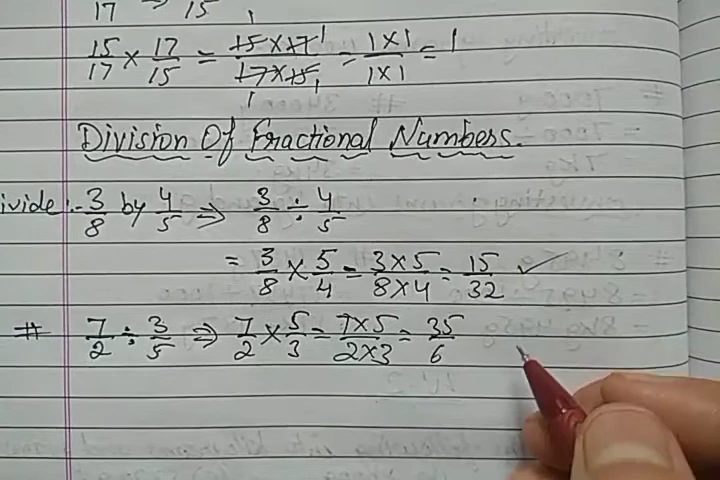 17 ⇒ 15
15/17 × 17/15 = 15×17/17×15 = 1×1/1×1 = 1
Division Of Fractional Numbers.
ivide :- 3/8 by 4/5 ⇒ 3/8 ÷ 4/5
= 3/8 × 5/4 = 3×5/8×4 = 15/32 ✓
# 7/2 ÷ 3/5 ⇒ 7/2 × 5/3 = 7×5/2×3 = 35/6